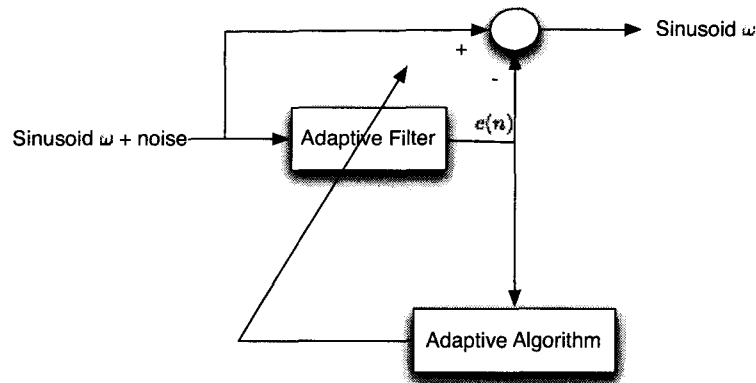 Sinusoid ω
+
-
Sinusoid ω + noise
Adaptive Filter
e(n)
Adaptive Algorithm